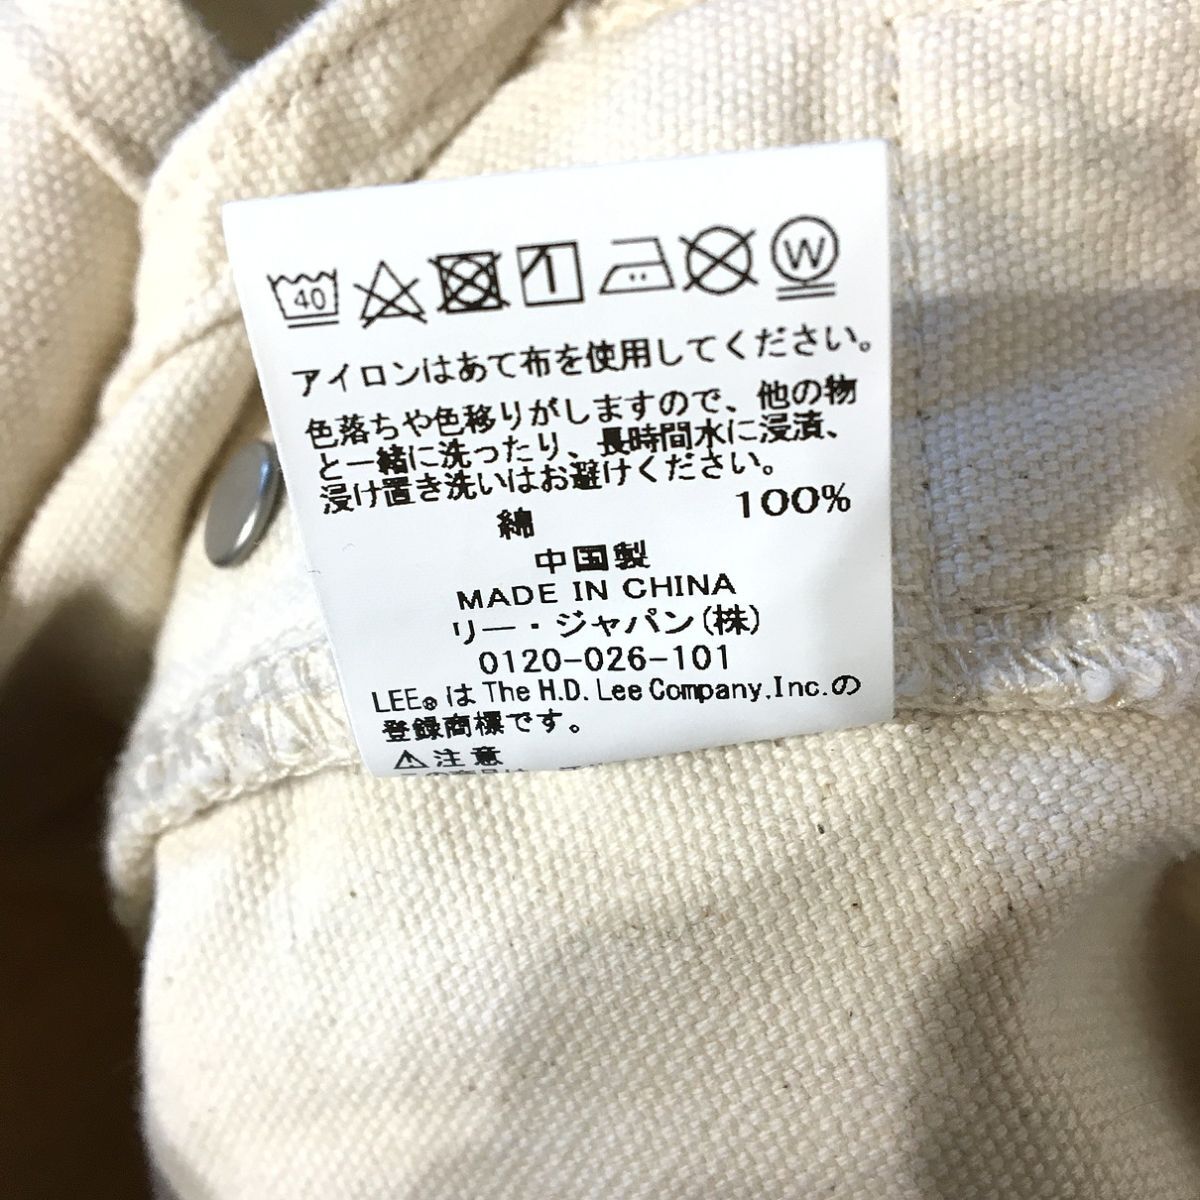 40 W
アイロンはあて布を使用してください。
色落ちや色移りがしますので、他の物
と一緒に洗ったり、長時間水に浸漬、
浸け置き洗いはお避けください。
綿 100%
中国製
MADE IN CHINA
リー・ジャパン(株)
0120-026-101
LEE®は The H.D. Lee Company,Inc.の
登録商標です。
⚠注意